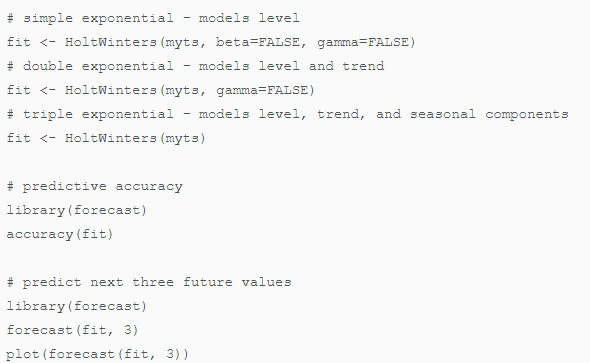 # simple exponential - models level
fit <- HoltWinters(myts, beta=FALSE, gamma=FALSE)
# double exponential - models level and trend
fit <- HoltWinters(myts, gamma=FALSE)
# triple exponential - models level, trend, and seasonal components
fit <- HoltWinters(myts)

# predictive accuracy
library(forecast)
accuracy(fit)

# predict next three future values
library(forecast)
forecast(fit, 3)
plot(forecast(fit, 3))